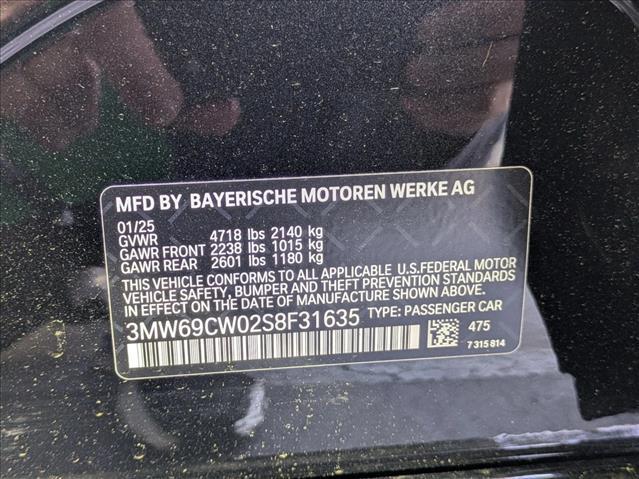 MFD BY BAYERISCHE MOTOREN WERKE AG
01/25
GVWR 4718 lbs 2140 kg
GAWR FRONT 2238 lbs 1015 kg
GAWR REAR 2601 lbs 1180 kg
THIS VEHICLE CONFORMS TO ALL APPLICABLE U.S.FEDERAL MOTOR
VEHICLE SAFETY, BUMPER AND THEFT PREVENTION STANDARDS
IN EFFECT ON THE DATE OF MANUFACTURE SHOWN ABOVE.
3MW69CW02S8F31635 TYPE: PASSENGER CAR
475
7 315 814